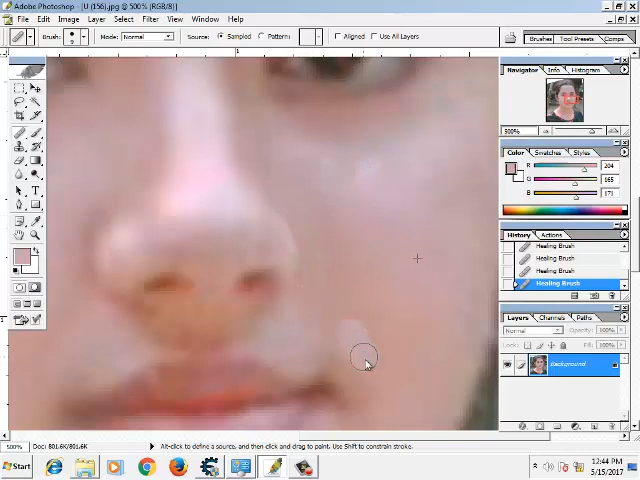 Adobe Photoshop - [U (156).jpg @ 500% (RGB/8)]
File Edit Image Layer Select Filter View Window Help
Brush: 9 Mode: Normal Source: Sampled Pattern: Aligned Use All Layers Brushes Tool Presets Comps
1
Navigator Info Histogram
500%
Color Swatches Styles
R 204
G 165
B 171
History Actions
Healing Brush
Healing Brush
Healing Brush
Healing Brush
Layers Channels Paths
Normal Opacity: 100%
Lock: Fill: 100%
Background
1
500% Doc: 801.6K/801.6K Alt-click to define a source, and then click and drag to paint. Use Shift to constrain stroke.
Start
12:44 PM
5/15/2017